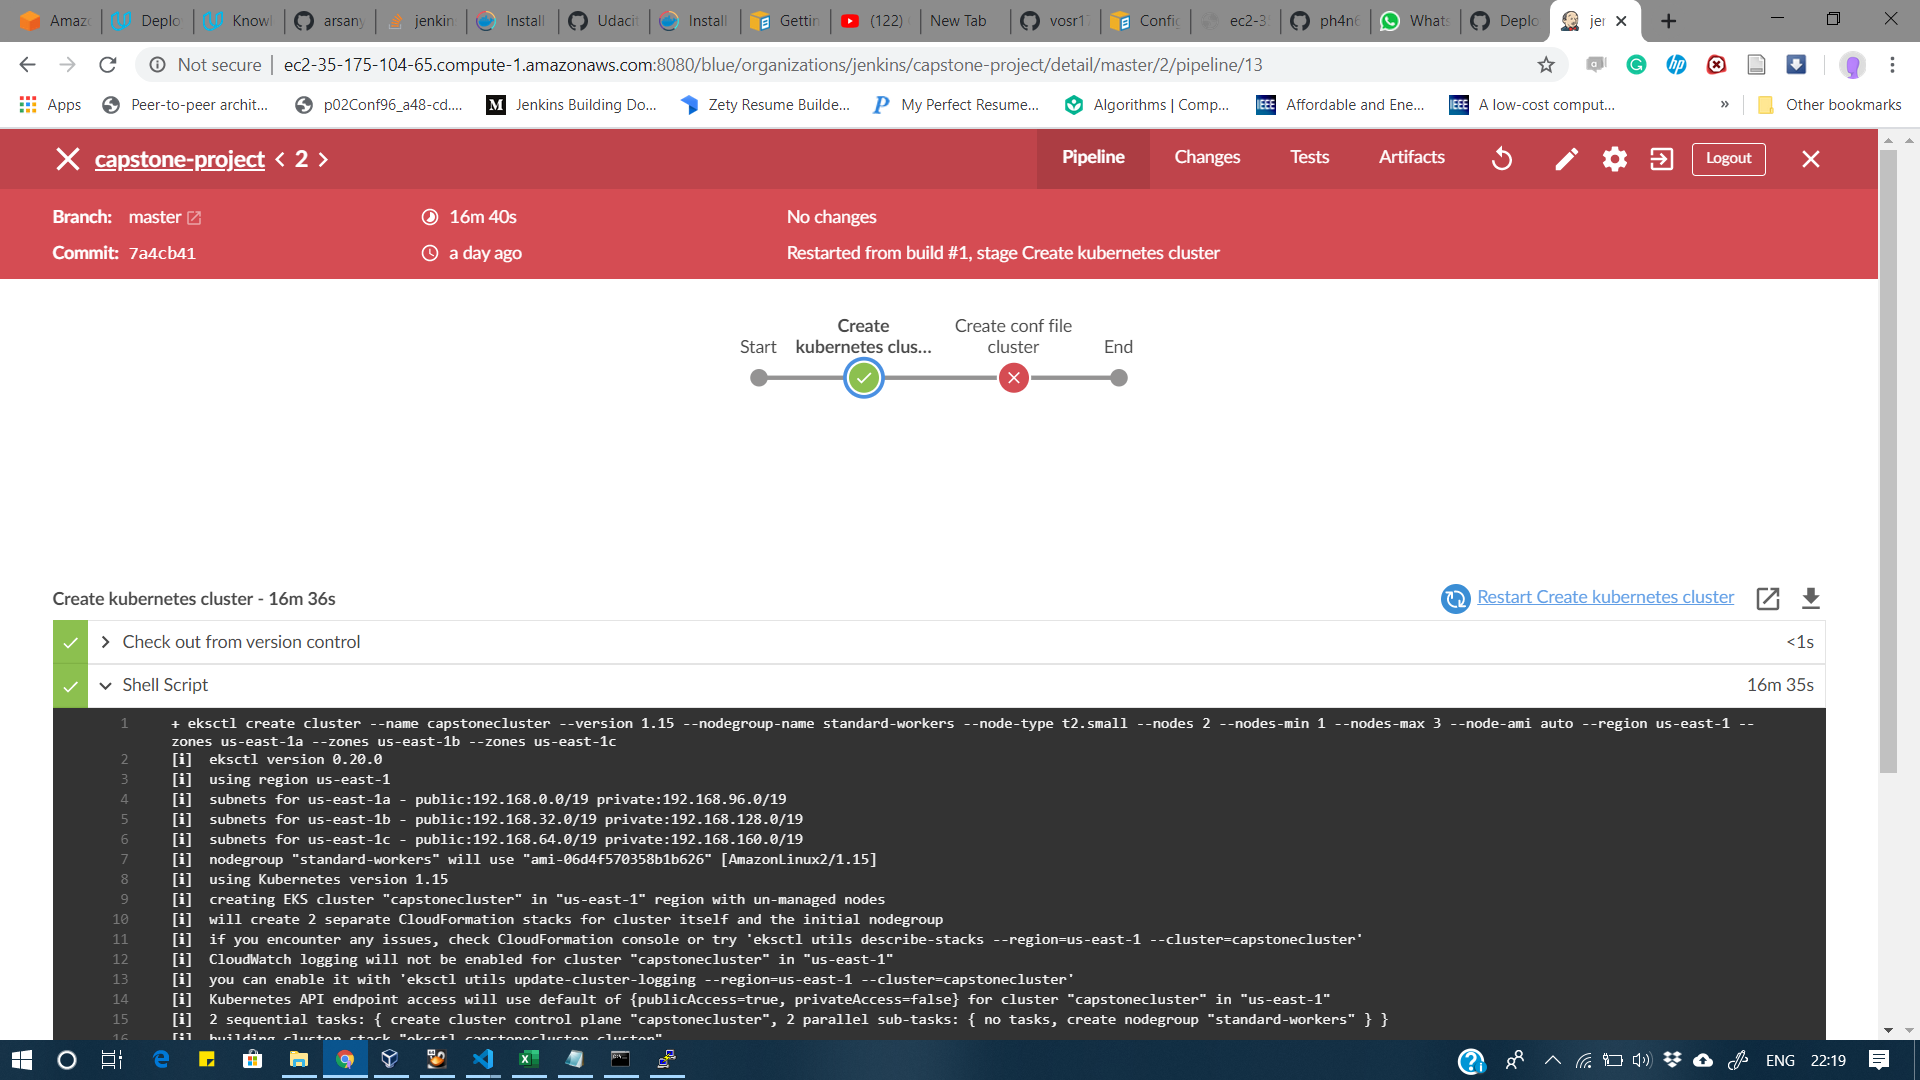 Amazo
Deplo
Knowl
arsany
jenkin
Install
Udacit
Install
Gettin
(122)
New Tab
vosr17
Config
ec2-35
ph4n6
Whats
Deplo
jer
Not secure | ec2-35-175-104-65.compute-1.amazonaws.com:8080/blue/organizations/jenkins/capstone-project/detail/master/2/pipeline/13
Apps
Peer-to-peer archit...
p02Conf96_a48-cd....
Jenkins Building Do...
Zety Resume Builde...
My Perfect Resume...
Algorithms | Comp...
Affordable and Ene...
A low-cost comput...
» Other bookmarks
capstone-project < 2 >
Pipeline
Changes
Tests
Artifacts
Logout
Branch: master
16m 40s
No changes
Commit: 7a4cb41
a day ago
Restarted from build #1, stage Create kubernetes cluster
Start
Create kubernetes clus...
Create conf file cluster
End
Create kubernetes cluster - 16m 36s
Restart Create kubernetes cluster
Check out from version control <1s
Shell Script 16m 35s
1 + eksctl create cluster --name capstonecluster --version 1.15 --nodegroup-name standard-workers --node-type t2.small --nodes 2 --nodes-min 1 --nodes-max 3 --node-ami auto --region us-east-1 --
zones us-east-1a --zones us-east-1b --zones us-east-1c
2 [ℹ] eksctl version 0.20.0
3 [ℹ] using region us-east-1
4 [ℹ] subnets for us-east-1a - public:192.168.0.0/19 private:192.168.96.0/19
5 [ℹ] subnets for us-east-1b - public:192.168.32.0/19 private:192.168.128.0/19
6 [ℹ] subnets for us-east-1c - public:192.168.64.0/19 private:192.168.160.0/19
7 [ℹ] nodegroup "standard-workers" will use "ami-06d4f570358b1b626" [AmazonLinux2/1.15]
8 [ℹ] using Kubernetes version 1.15
9 [ℹ] creating EKS cluster "capstonecluster" in "us-east-1" region with un-managed nodes
10 [ℹ] will create 2 separate CloudFormation stacks for cluster itself and the initial nodegroup
11 [ℹ] if you encounter any issues, check CloudFormation console or try 'eksctl utils describe-stacks --region=us-east-1 --cluster=capstonecluster'
12 [ℹ] CloudWatch logging will not be enabled for cluster "capstonecluster" in "us-east-1"
13 [ℹ] you can enable it with 'eksctl utils update-cluster-logging --region=us-east-1 --cluster=capstonecluster'
14 [ℹ] Kubernetes API endpoint access will use default of {publicAccess=true, privateAccess=false} for cluster "capstonecluster" in "us-east-1"
15 [ℹ] 2 sequential tasks: { create cluster control plane "capstonecluster", 2 parallel sub-tasks: { no tasks, create nodegroup "standard-workers" } }
16 [ℹ] building cluster stack "eksctl-capstonecluster-cluster"
ENG 22:19